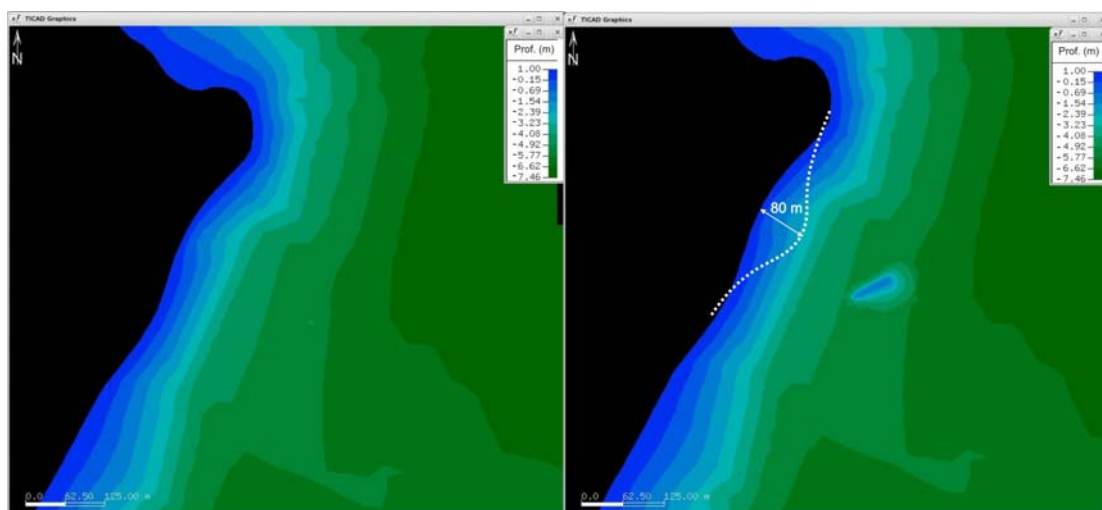 TICAD Graphics
N
Prof. (m)
1.00
-0.15
-0.69
-1.54
-2.39
-3.23
-4.08
-4.92
-5.77
-6.62
-7.46
0.0 62.50 125.00 m
TICAD Graphics
N
Prof. (m)
1.00
-0.15
-0.69
-1.54
-2.39
-3.23
-4.08
-4.92
-5.77
-6.62
-7.46
80 m
0.0 62.50 125.00 m